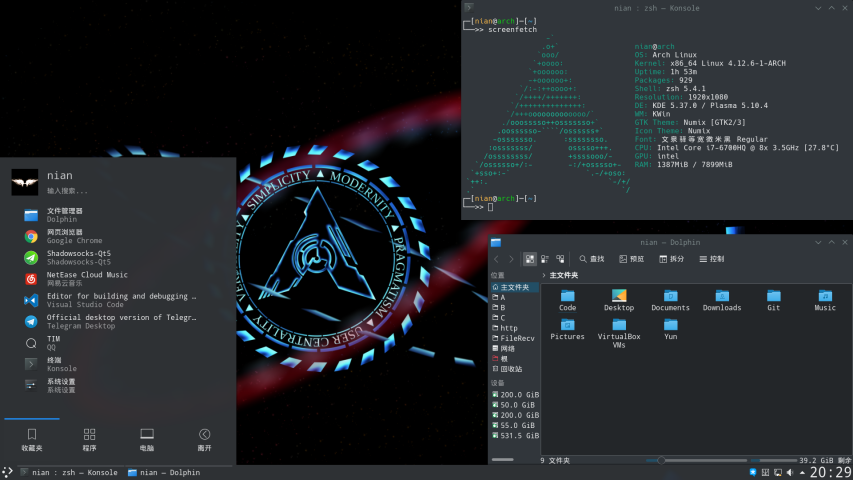 nian : zsh — Konsole
┌─[nian@arch]─[~]
└──>> screenfetch
nian@arch
OS: Arch Linux
Kernel: x86_64 Linux 4.12.6-1-ARCH
Uptime: 1h 53m
Packages: 929
Shell: zsh 5.4.1
Resolution: 1920x1080
DE: KDE 5.37.0 / Plasma 5.10.4
WM: KWin
GTK Theme: Numix [GTK2/3]
Icon Theme: Numix
Font: 文泉驿等宽微米黑 Regular
CPU: Intel Core i7-6700HQ @ 8x 3.5GHz [27.8°C]
GPU: intel
RAM: 1387MiB / 7899MiB
┌─[nian@arch]─[~]
└──>>
nian
输入搜索...
文件管理器
Dolphin
网页浏览器
Google Chrome
Shadowsocks-Qt5
Shadowsocks-Qt5
NetEase Cloud Music
网易云音乐
Editor for building and debugging …
Visual Studio Code
Official desktop version of Telegr…
Telegram Desktop
TIM
QQ
终端
Konsole
系统设置
系统设置
收藏夹
程序
电脑
离开
SIMPLICITY ▲ MODERNITY ▲ PRAGMATISM ▲ USER CENTRALITY ▲
nian — Dolphin
查找
预览
拆分
控制
位置
主文件夹
A
B
C
http
FileRecv
网络
根
回收站
设备
200.0 GiB
50.0 GiB
200.0 GiB
55.0 GiB
531.5 GiB
› 主文件夹
Code
Desktop
Documents
Downloads
Git
Music
Pictures
VirtualBox VMs
Yun
9 文件夹
39.2 GiB 剩余
nian : zsh — Konsole
nian — Dolphin
20:29